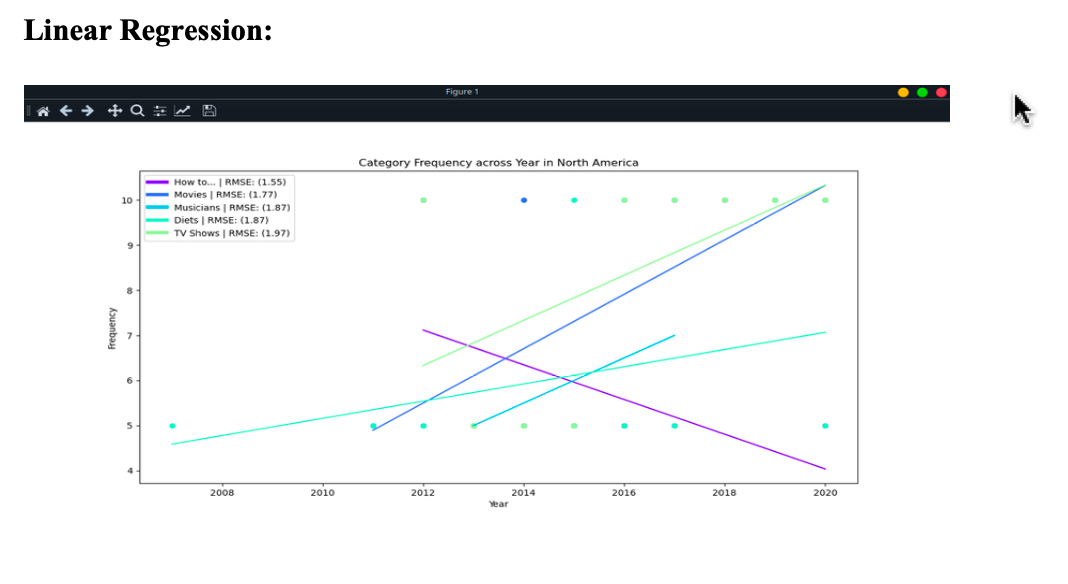 Linear Regression:
Figure 1
Category Frequency across Year in North America
How to... | RMSE: (1.55)
Movies | RMSE: (1.77)
Musicians | RMSE: (1.87)
Diets | RMSE: (1.87)
TV Shows | RMSE: (1.97)
10
9
8
7
6
5
4
Frequency
2008 2010 2012 2014 2016 2018 2020
Year